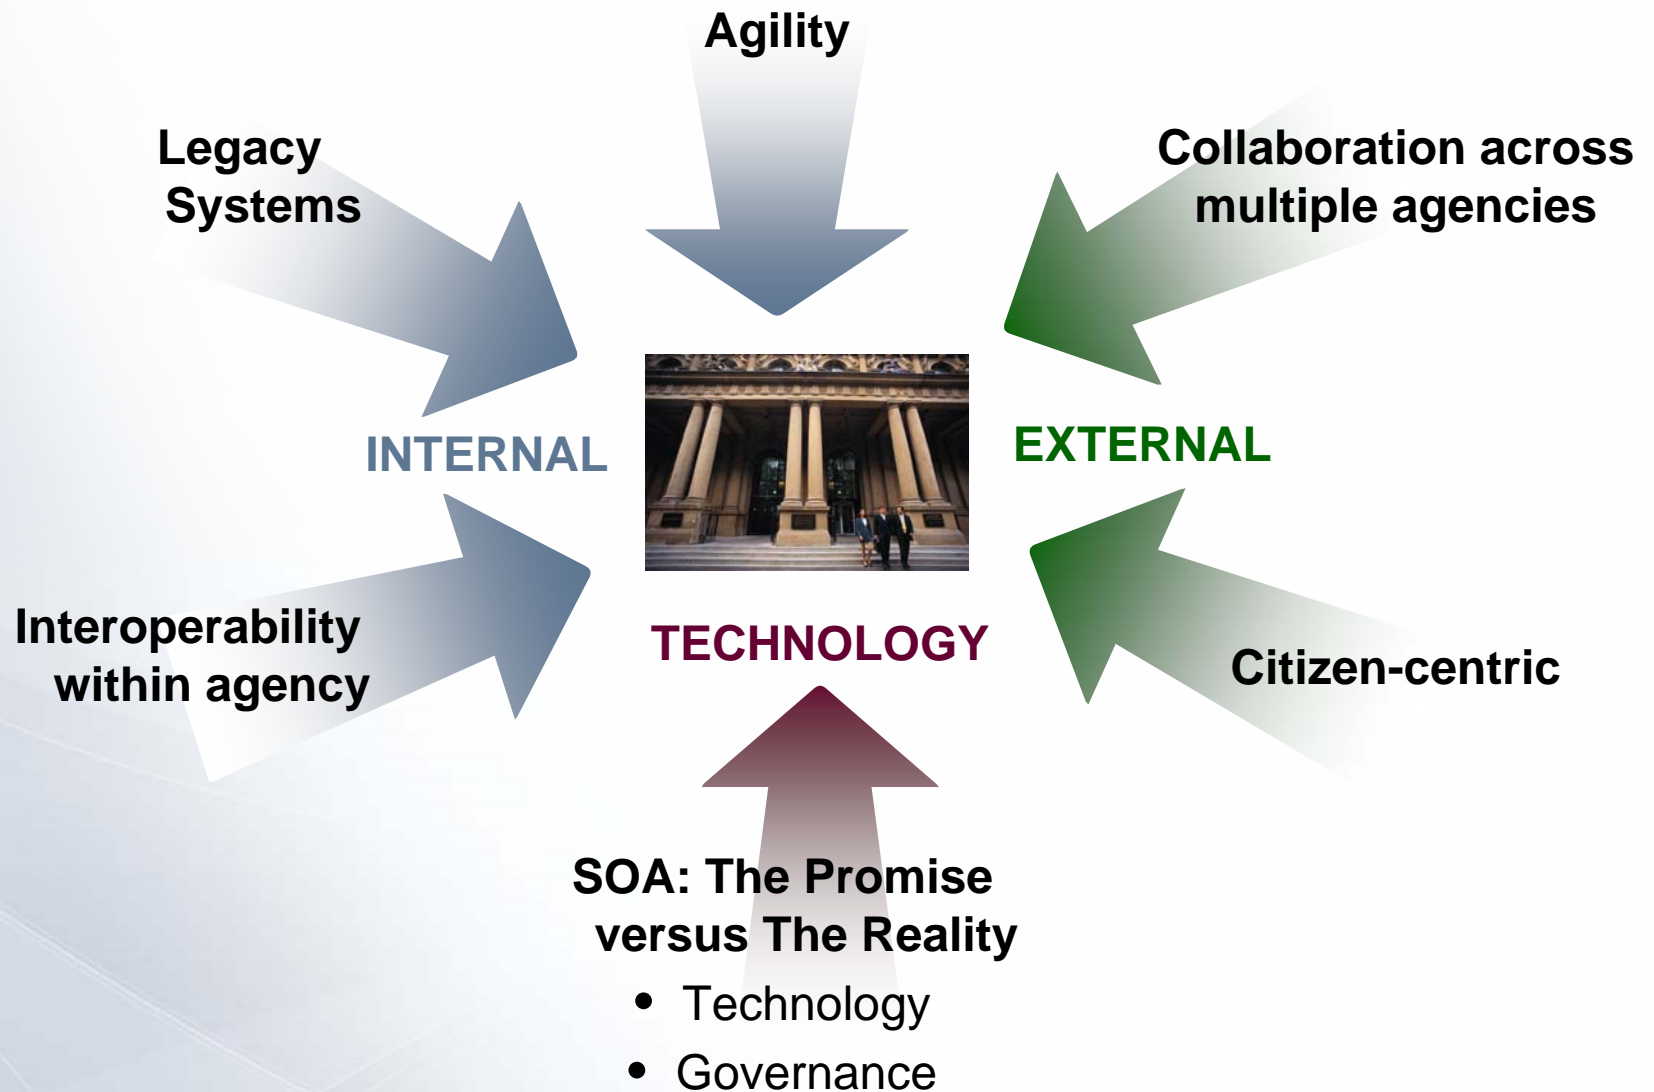 Agility
Legacy
Systems
Collaboration across
multiple agencies
INTERNAL
EXTERNAL
Interoperability
within agency
TECHNOLOGY
Citizen-centric
SOA: The Promise
versus The Reality
• Technology
• Governance